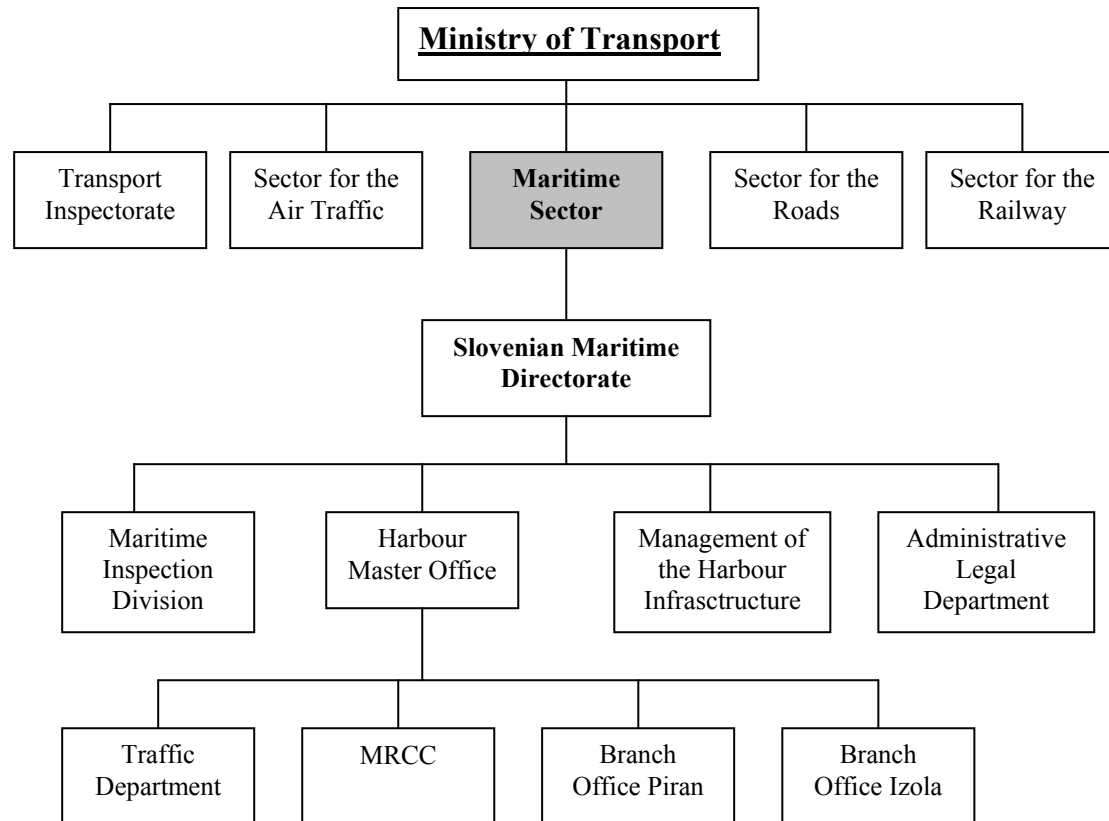 Ministry of Transport
Transport
Inspectorate
Sector for the
Air Traffic
Maritime
Sector
Sector for the
Roads
Sector for the
Railway
Slovenian Maritime
Directorate
Maritime
Inspection
Division
Harbour
Master Office
Management of
the Harbour
Infrasctructure
Administrative
Legal
Department
Traffic
Department
MRCC
Branch
Office Piran
Branch
Office Izola